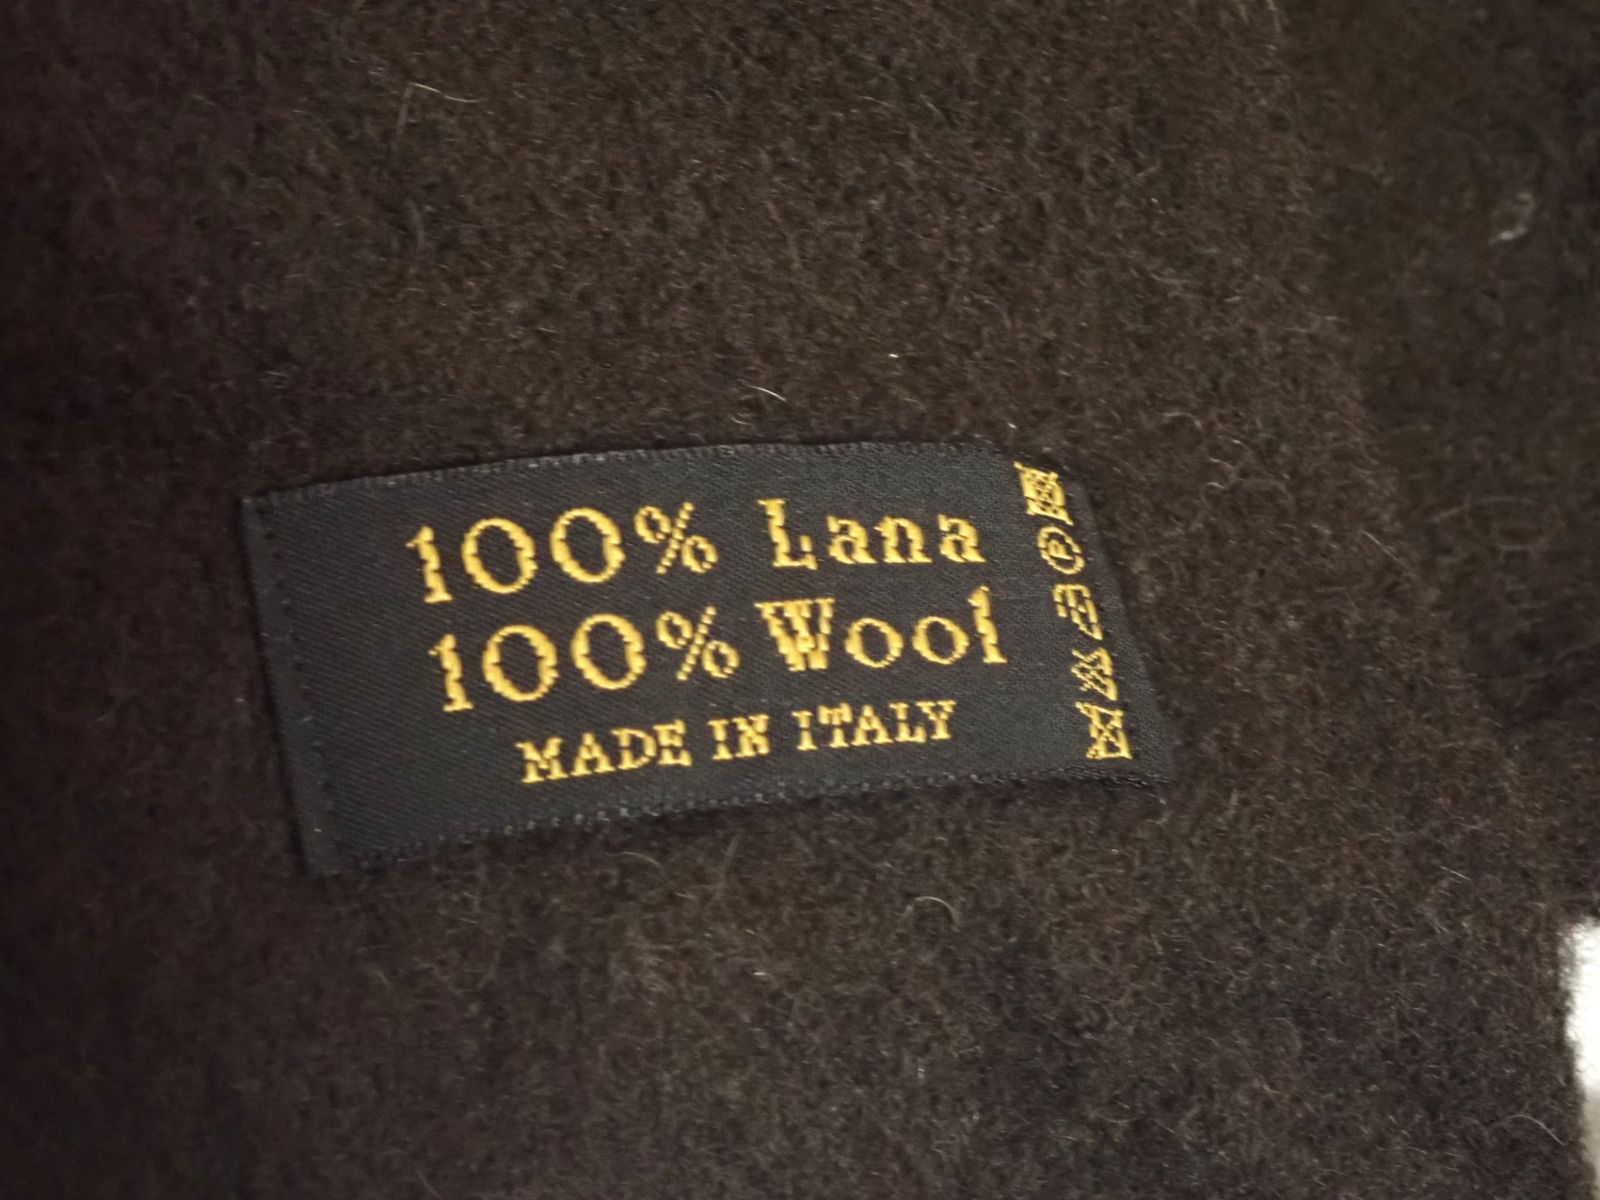 100% Lana
100% Wool
MADE IN ITALY
P